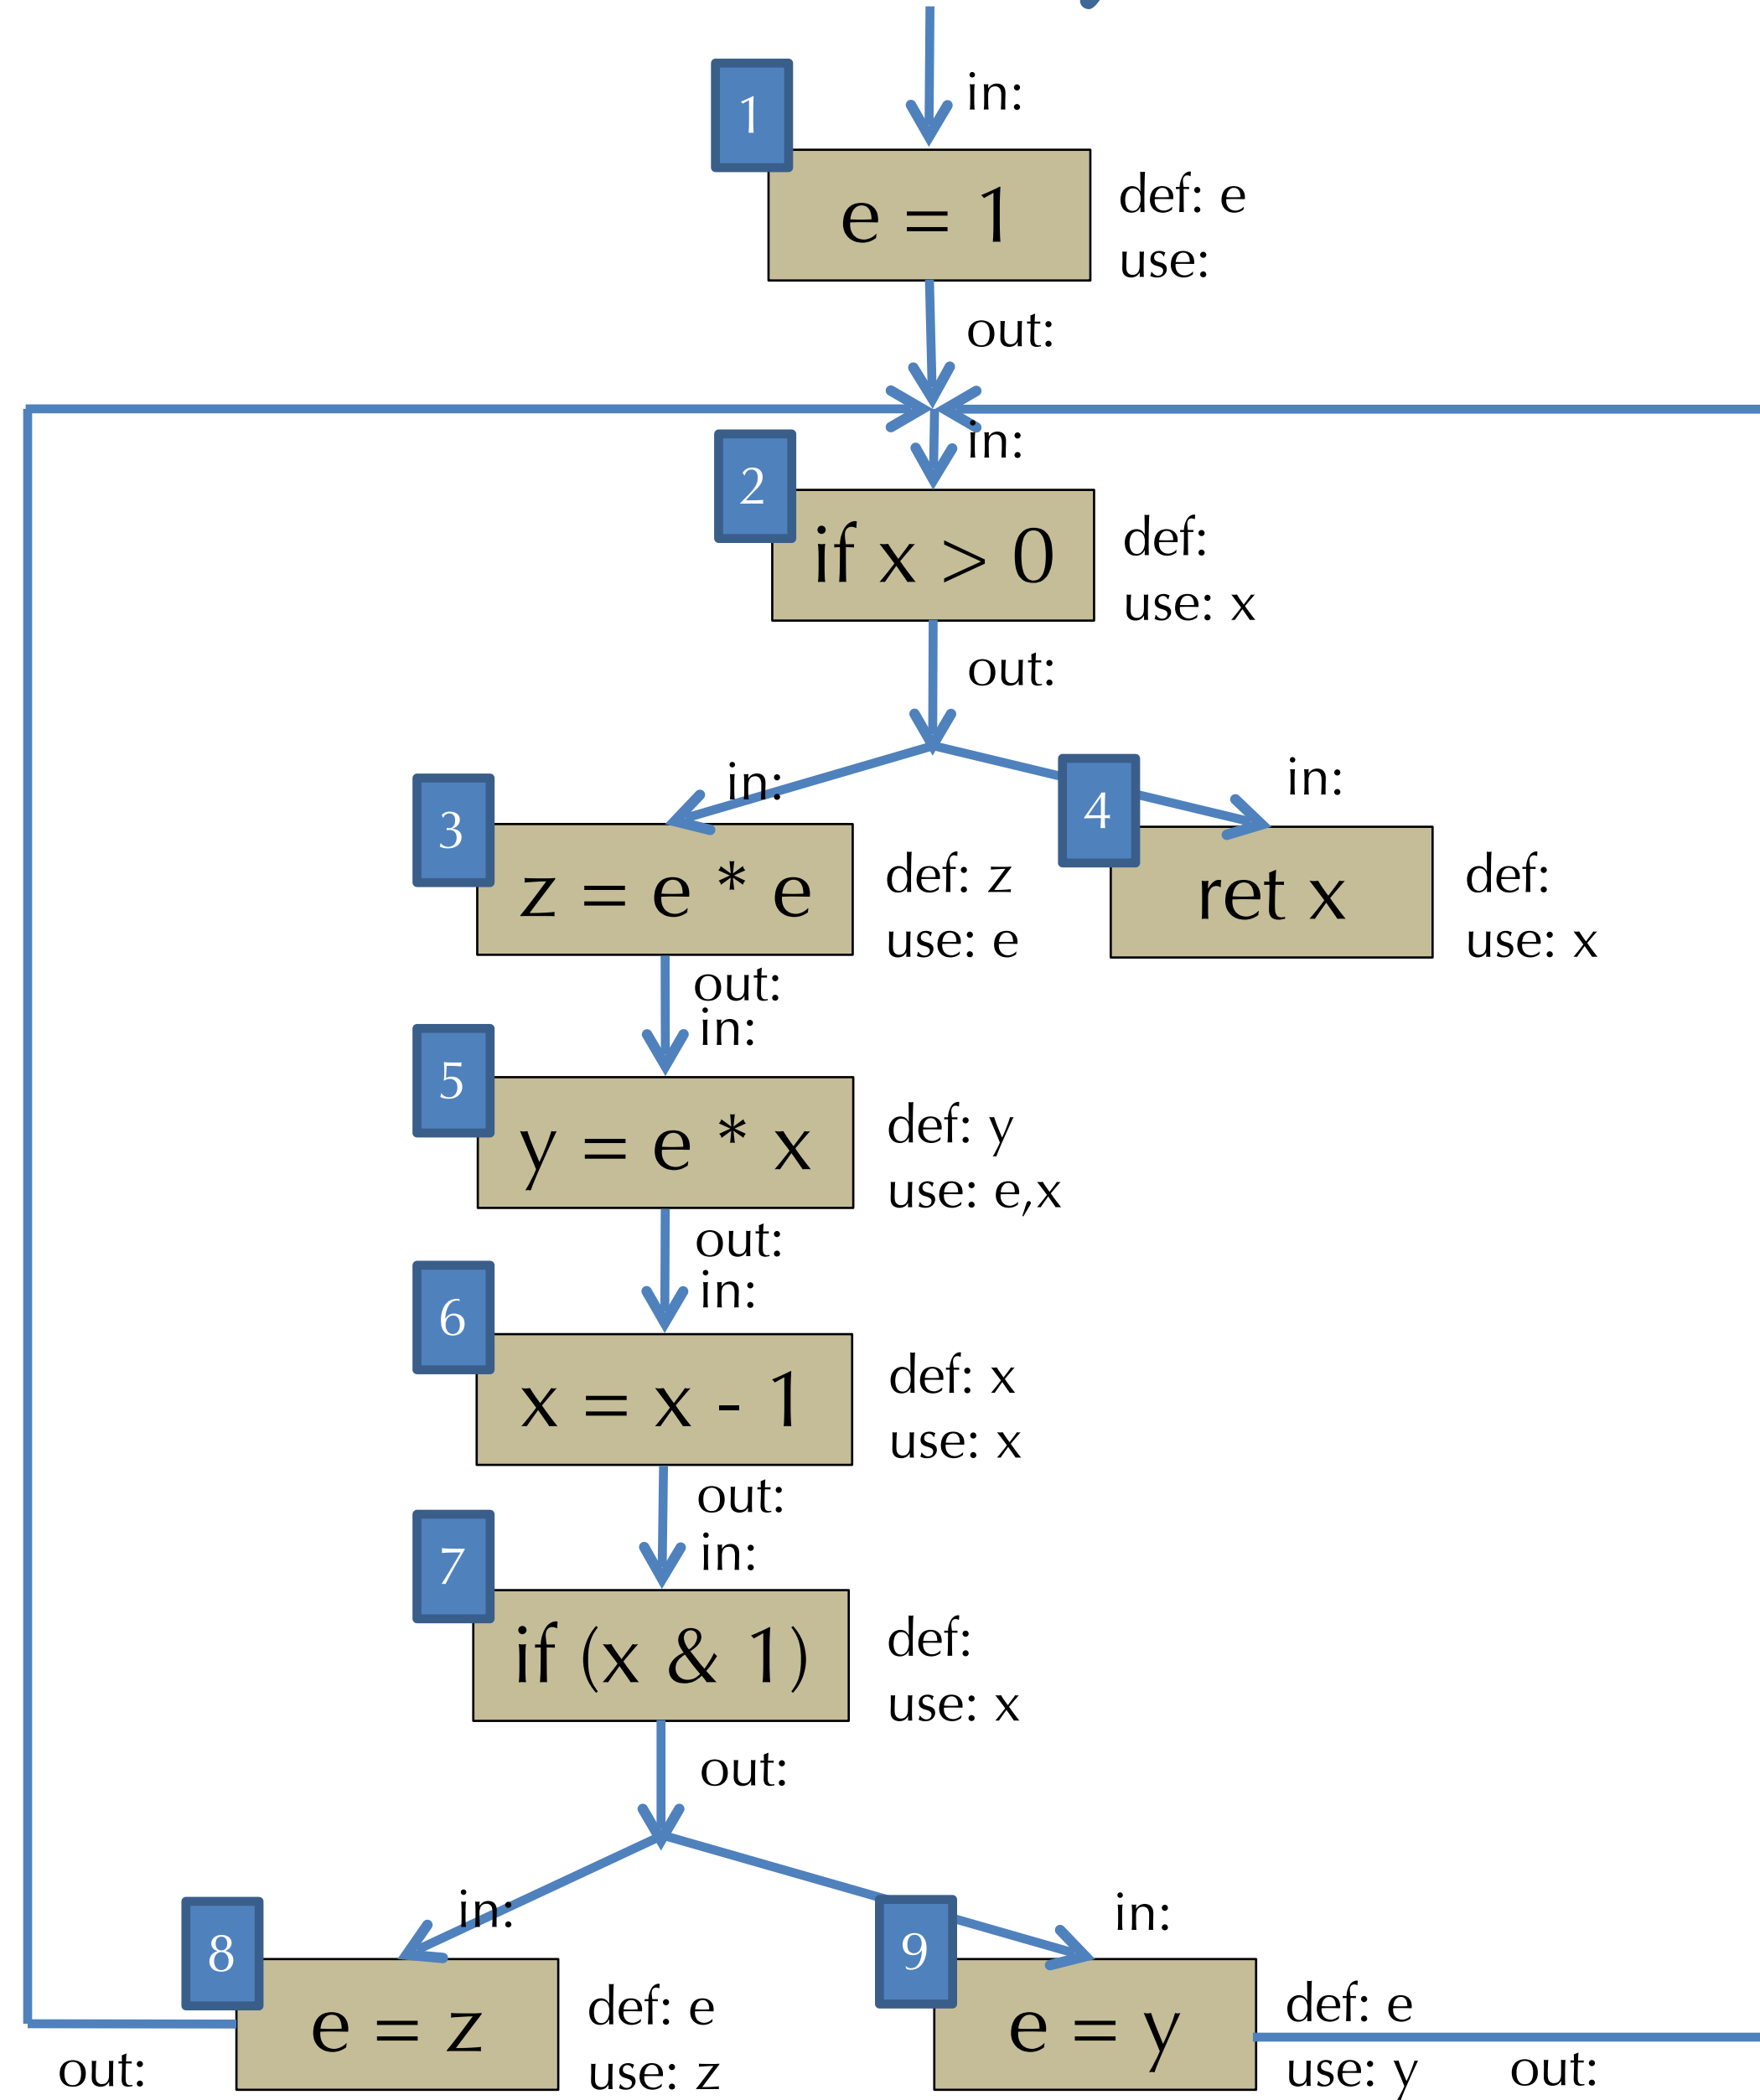 in:
1
e = 1
def: e
use:
out:
in:
2
if x > 0
def:
use: x
out:
in:
3
z = e * e
def: z
use: e
out:
4
in:
ret x
def:
use: x
in:
5
y = e * x
def: y
use: e,x
out:
in:
6
x = x - 1
def: x
use: x
out:
in:
7
if (x & 1)
def:
use: x
out:
in:
8
e = z
def: e
use: z
out:
in:
9
e = y
def: e
use: y
out: